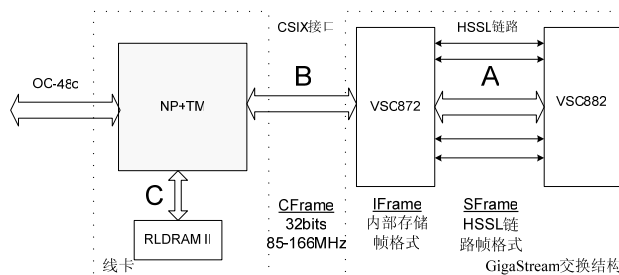 CSIX接口
HSSL链路
OC-48c
NP+TM
B
VSC872
A
VSC882
C
RLDRAM II
CFrame
32bits
85-166MHz
IFrame
内部存储
帧格式
SFrame
HSSL链
路帧格式
线卡
GigaStream交换结构